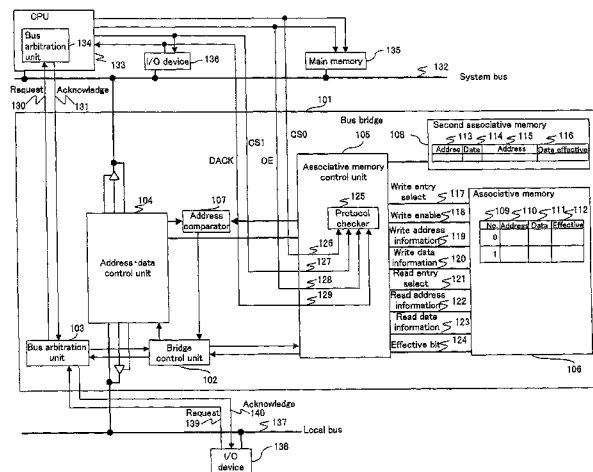 CPU
Bus
arbitration
unit
134
133
I/O device
136
Main memory
135
132
System bus
Request
130
Acknowledge
131
101
Bus bridge
105
108
Second associative memory
113 114 115 116
Addres Data Address Data effective
DACK
CS1
OE
CS0
Associative memory
control unit
125
Protocol
checker
104
107
Address
comparator
Address·data
control unit
126
127
128
129
Write entry
select
117
Write enable
118
Write address
information
119
Write data
information
120
Read entry
select
121
Read address
information
122
Read data
information
123
Effective bit
124
Associative memory
109 110 111 112
No. Address Data Effective
0
1
106
103
Bus arbitration
unit
Bridge
control unit
102
Acknowledge
140
Request
139
137
Local bus
I/O
device
138